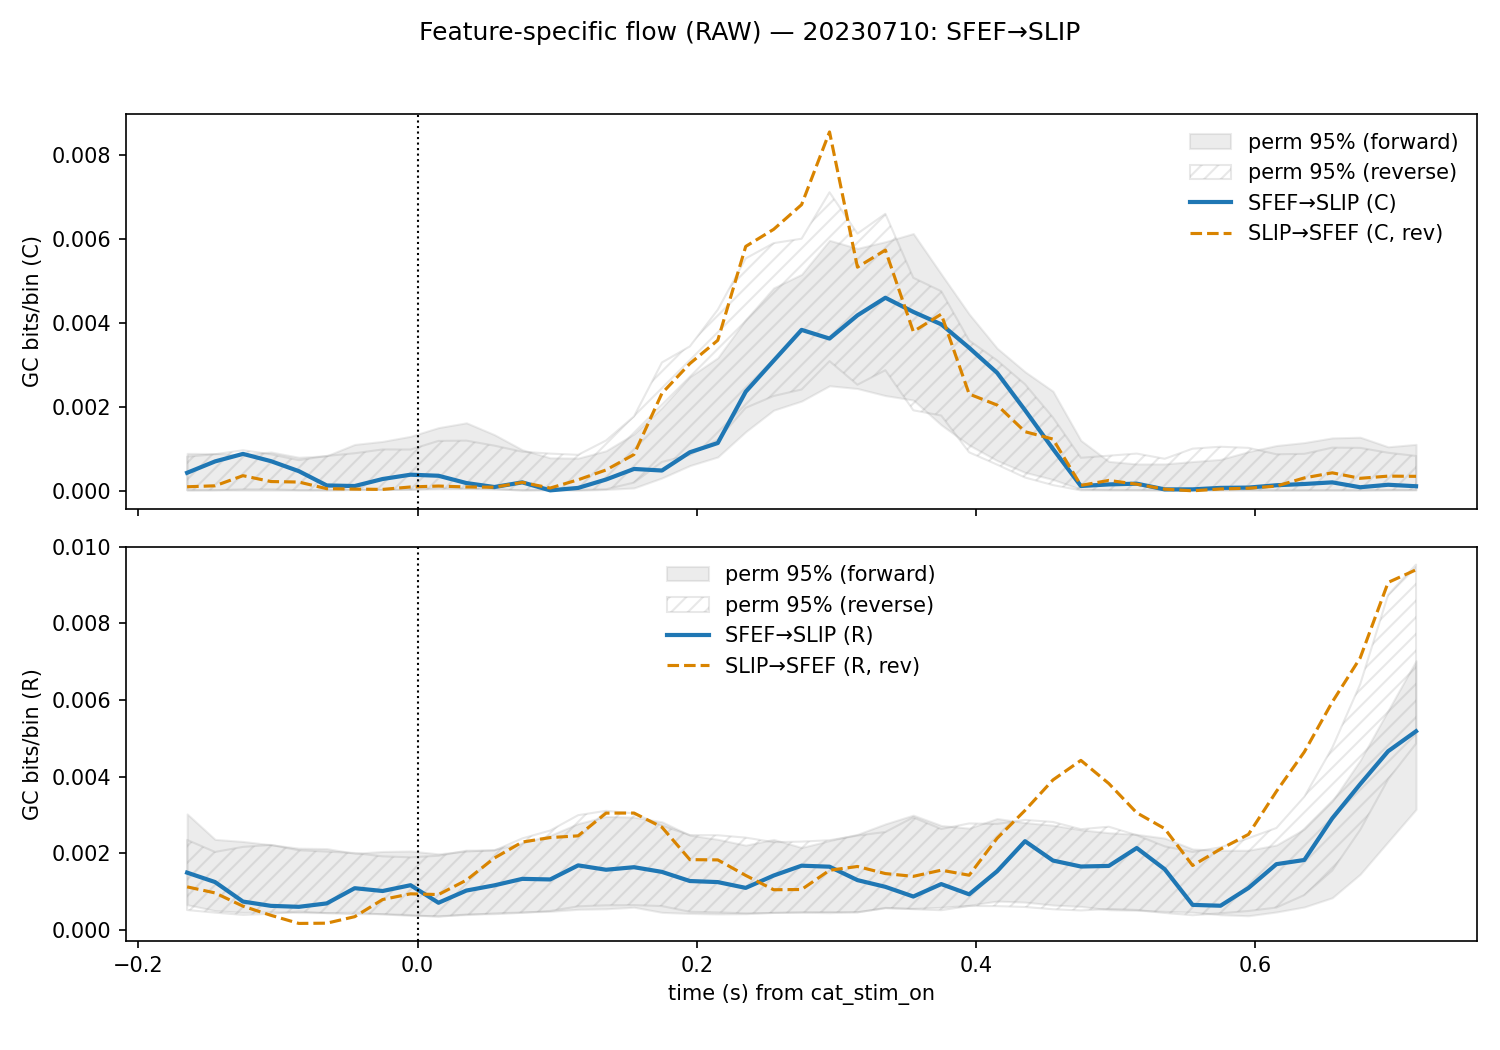 Feature-specific flow (RAW) — 20230710: SFEF→SLIP
GC bits/bin (C)
0.008
0.006
0.004
0.002
0.000
perm 95% (forward)
perm 95% (reverse)
SFEF→SLIP (C)
SLIP→SFEF (C, rev)
GC bits/bin (R)
0.010
0.008
0.006
0.004
0.002
0.000
perm 95% (forward)
perm 95% (reverse)
SFEF→SLIP (R)
SLIP→SFEF (R, rev)
−0.2 0.0 0.2 0.4 0.6
time (s) from cat_stim_on